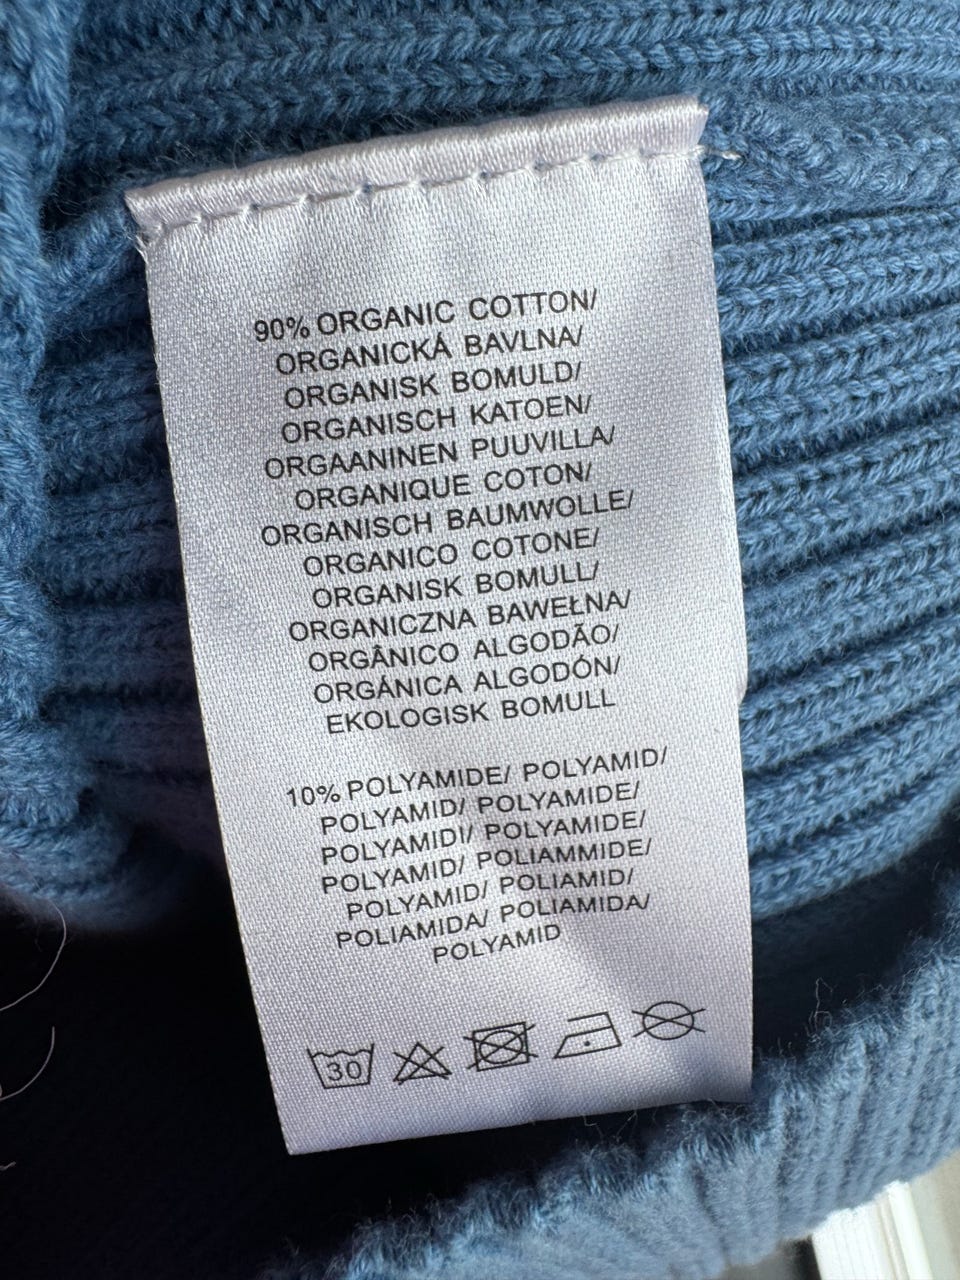 90% ORGANIC COTTON/
ORGANICKÁ BAVLNA/
ORGANISK BOMULD/
ORGANISCH KATOEN/
ORGAANINEN PUUVILLA/
ORGANIQUE COTON/
ORGANISCH BAUMWOLLE/
ORGANICO COTONE/
ORGANISK BOMULL/
ORGANICZNA BAWEŁNA/
ORGÂNICO ALGODÃO/
ORGÁNICA ALGODÓN/
EKOLOGISK BOMULL
10% POLYAMIDE/ POLYAMID/
POLYAMID/ POLYAMIDE/
POLYAMIDI/ POLYAMIDE/
POLYAMID/ POLIAMMIDE/
POLYAMID/ POLIAMID/
POLIAMIDA/ POLIAMIDA/
POLYAMID
30